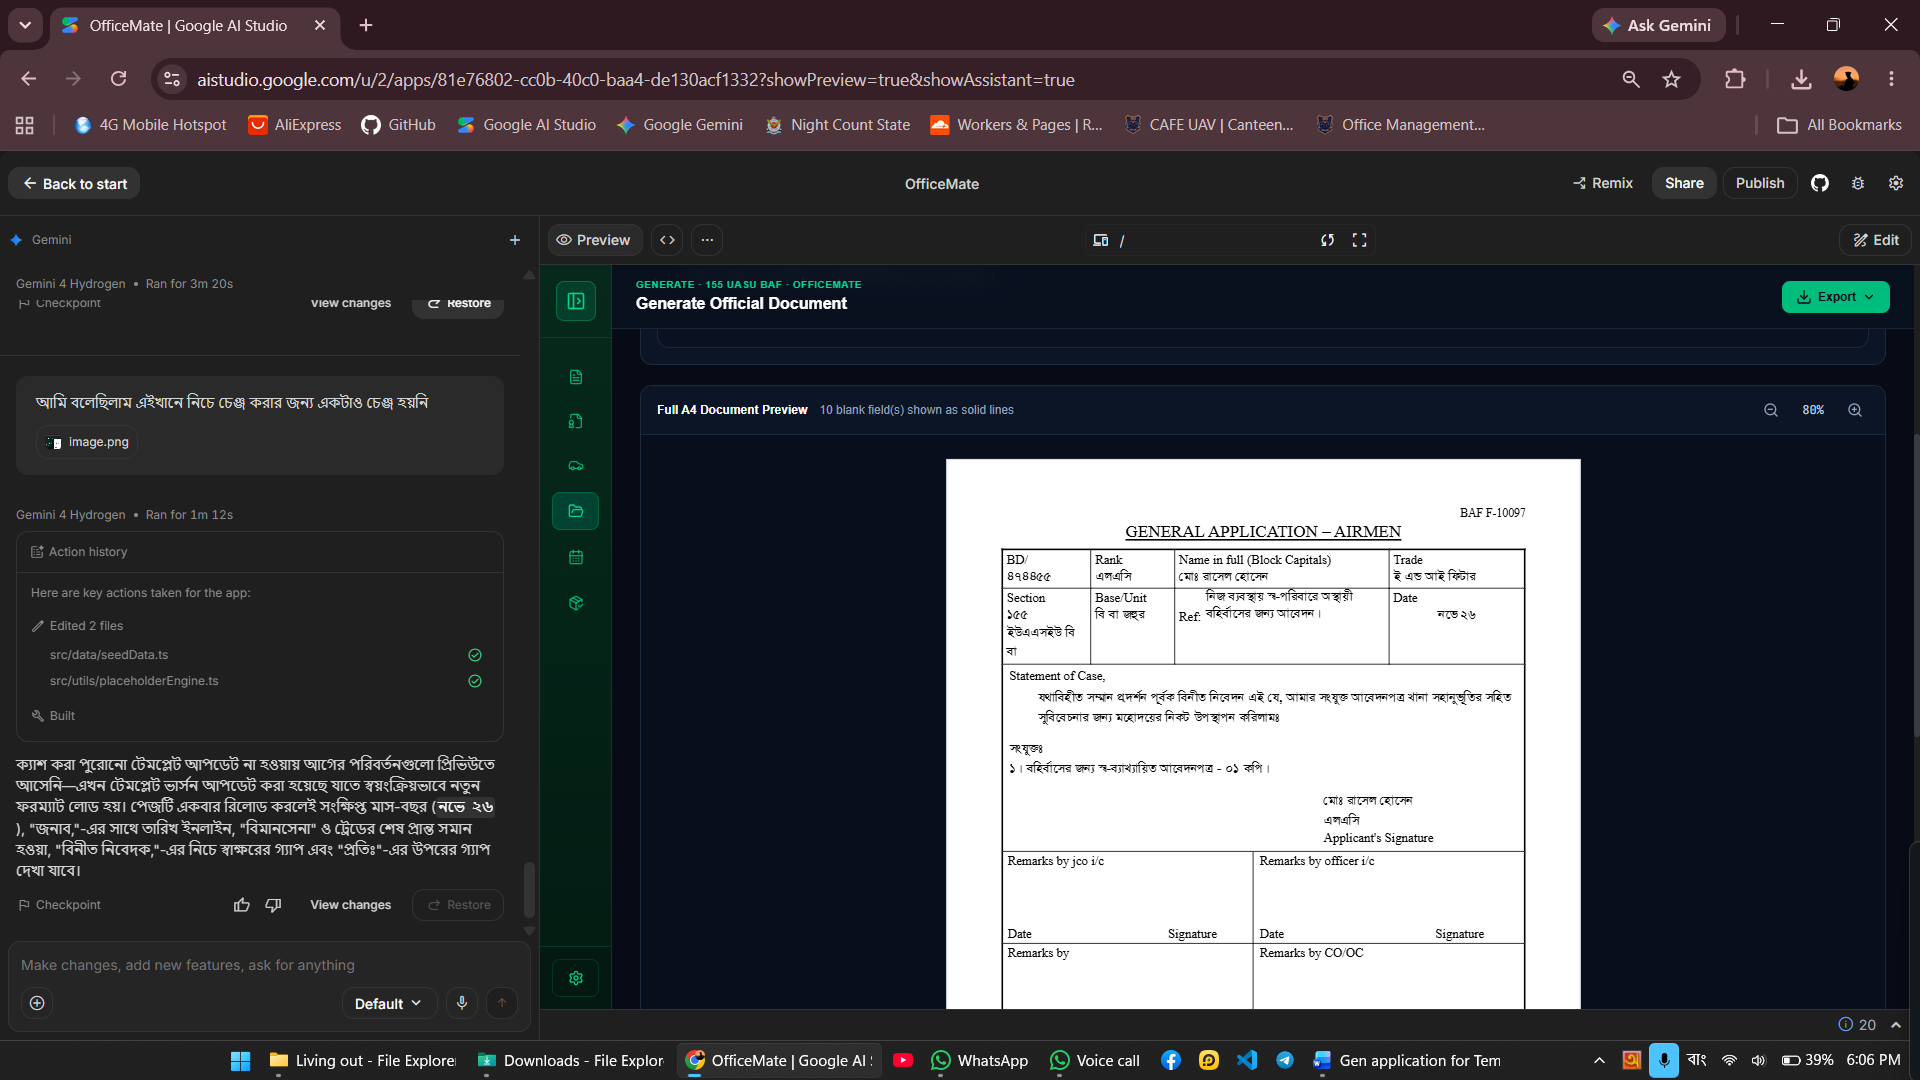 OfficeMate | Google AI Studio
Ask Gemini
aistudio.google.com/u/2/apps/81e76802-cc0b-40c0-baa4-de130acf1332?showPreview=true&showAssistant=true
4G Mobile Hotspot
AliExpress
GitHub
Google AI Studio
Google Gemini
Night Count State
Workers & Pages | R...
CAFE UAV | Canteen...
Office Management...
All Bookmarks
Back to start
OfficeMate
Remix
Share
Publish
Gemini
Preview
/
Edit
Gemini 4 Hydrogen • Ran for 3m 20s
Checkpoint
View changes
Restore
আমি বলেছিলাম এইখানে নিচে চেঞ্জ করার জন্য একটাও চেঞ্জ হয়নি
image.png
Gemini 4 Hydrogen • Ran for 1m 12s
Action history
Here are key actions taken for the app:
Edited 2 files
src/data/seedData.ts
src/utils/placeholderEngine.ts
Built
ক্যাশ করা পুরোনো টেমপ্লেট আপডেট না হওয়ায় আগের পরিবর্তনগুলো প্রিভিউতে
আসেনি—এখন টেমপ্লেট ভার্সন আপডেট করা হয়েছে যাতে স্বয়ংক্রিয়ভাবে নতুন
ফরম্যাট লোড হয়। পেজটি একবার রিলোড করলেই সংক্ষিপ্ত মাস-বছর (নভে ২৬
), "জনাব,"-এর সাথে তারিখ ইনলাইন, "বিমানসেনা" ও ট্রেডের শেষ প্রান্ত সমান
হওয়া, "বিনীত নিবেদক,"-এর নিচে স্বাক্ষরের গ্যাপ এবং "প্রতিঃ"-এর উপরের গ্যাপ
দেখা যাবে।
Checkpoint
View changes
Restore
Make changes, add new features, ask for anything
Default
GENERATE · 155 UASU BAF · OFFICEMATE
Generate Official Document
Export
Full A4 Document Preview
10 blank field(s) shown as solid lines
80%
BAF F-10097
GENERAL APPLICATION – AIRMEN
BD/
৪৭৪৪৫৫
Rank
এলএসি
Name in full (Block Capitals)
মোঃ রাসেল হোসেন
Trade
ই এন্ড আই ফিটার
Section
১৫৫
ইউএএসইউ বি
বা
Base/Unit
বি বা জহুর
Ref: নিজ ব্যবস্থায় স্ব-পরিবারে অস্থায়ী
বহির্বাসের জন্য আবেদন।
Date
নভে ২৬
Statement of Case,
যথাবিহীত সম্মান প্রদর্শন পূর্বক বিনীত নিবেদন এই যে, আমার সংযুক্ত আবেদনপত্র খানা সহানুভূতির সহিত
সুবিবেচনার জন্য মহোদয়ের নিকট উপস্থাপন করিলামঃ
সংযুক্তঃ
১। বহির্বাসের জন্য স্ব-ব্যাখ্যায়িত আবেদনপত্র - ০১ কপি।
মোঃ রাসেল হোসেন
এলএসি
Applicant's Signature
Remarks by jco i/c
Remarks by officer i/c
Date
Signature
Date
Signature
Remarks by
Remarks by CO/OC
20
Living out - File Explorer
Downloads - File Explor
OfficeMate | Google AI S
WhatsApp
Voice call
Gen application for Tem
বাং
39%
6:06 PM